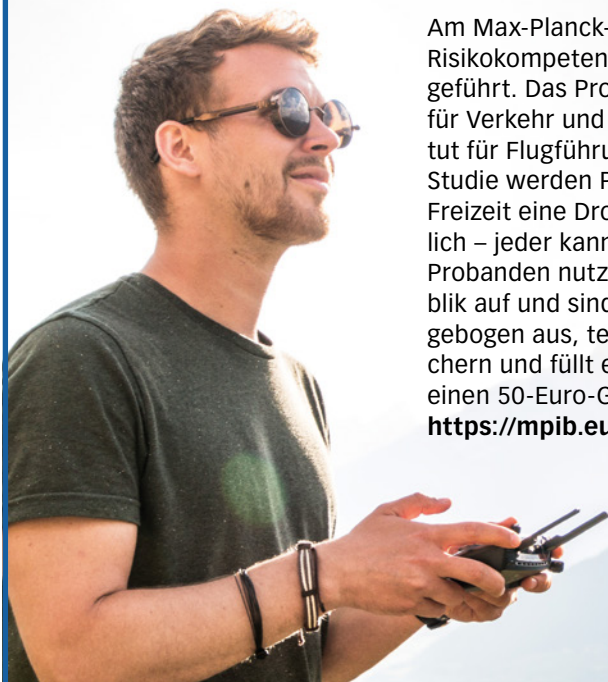 Am Max-Planck-
Risikokompeten
geführt. Das Pro
für Verkehr und
tut für Flugführu
Studie werden P
Freizeit eine Dro
lich – jeder kann
Probanden nutz
blik auf und sind
gebogen aus, te
chern und füllt e
einen 50-Euro-G
https://mpib.eu